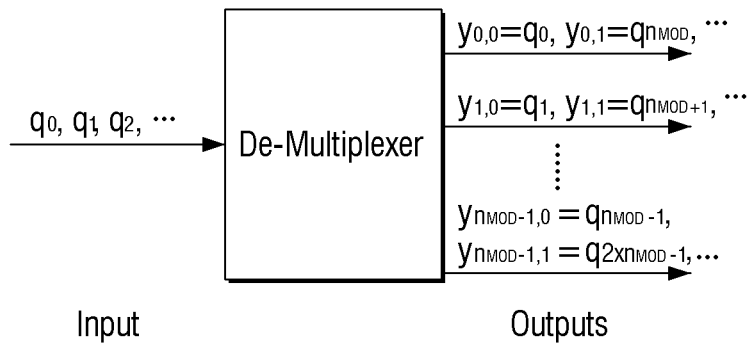 y0,0=q0, y0,1=qnMOD, ...
q0, q1, q2, ...
De-Multiplexer
y1,0=q1, y1,1=qnMOD+1, ...
ynMOD-1,0 = qnMOD-1,
ynMOD-1,1 = q2xnMOD-1, ...
Input
Outputs